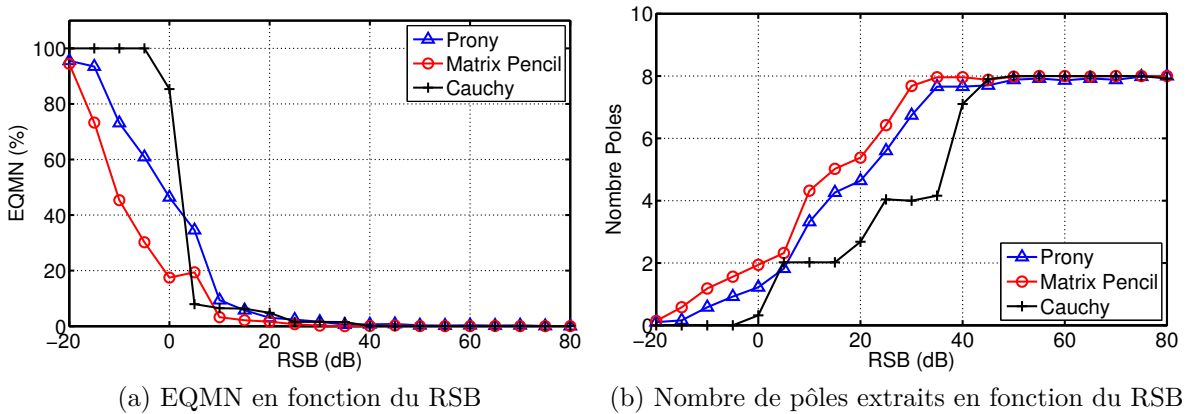 EQMN (%)
100
80
60
40
20
0
−20
0
20
40
60
80
RSB (dB)
Prony
Matrix Pencil
Cauchy
(a) EQMN en fonction du RSB
Nombre Poles
10
8
6
4
2
0
−20
0
20
40
60
80
RSB (dB)
Prony
Matrix Pencil
Cauchy
(b) Nombre de pôles extraits en fonction du RSB